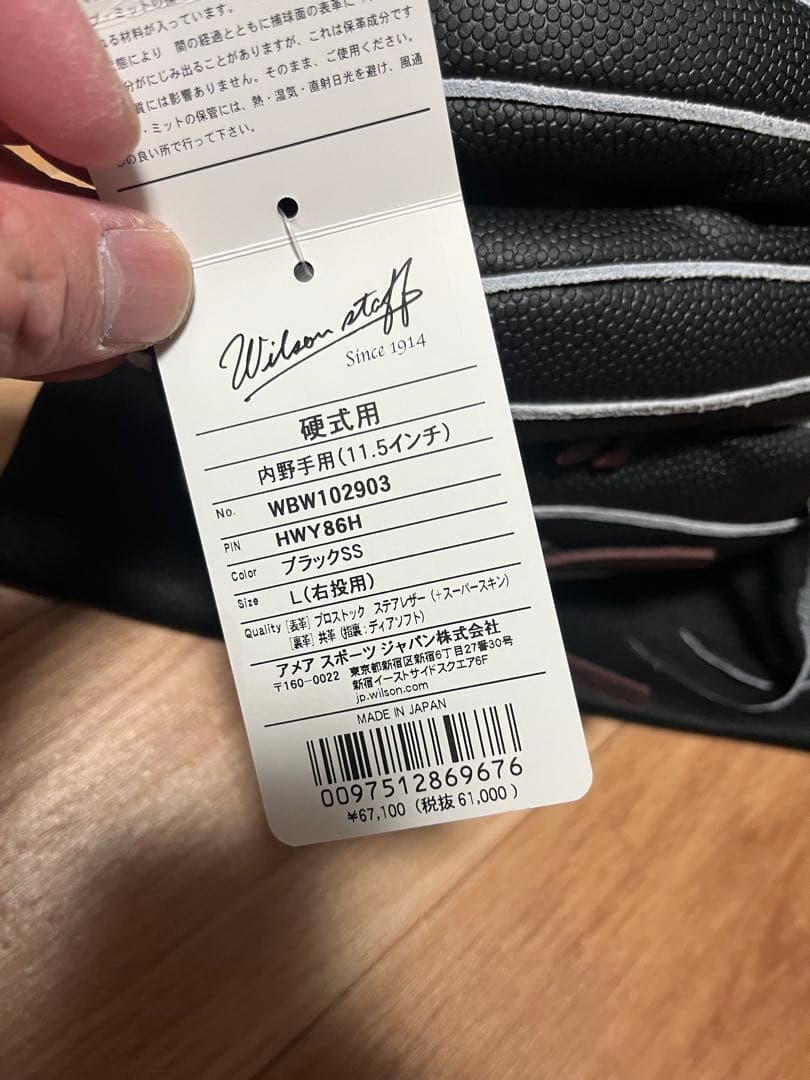 れる材料が入っています。
能により 間の経過とともに捕球面の表革に
分がにじみ出ることがありますが、これは保革成分です
質には影響ありません。そのまま、ご使用ください。
・ミットの保管には、熱・湿気・直射日光を避け、風通
の良い所で行って下さい。
Wilson staff
Since 1914
硬式用
内野手用(11.5インチ)
No. WBW102903
PIN HWY86H
Color ブラックSS
Size L(右投用)
Quality [表革] プロストック ステアレザー (+スーパースキン)
[裏革] 共革 (指裏:ディアソフト)
アメア スポーツ ジャパン株式会社
〒160-0022 東京都新宿区新宿6丁目27番30号
新宿イーストサイドスクエア6F
jp.wilson.com
MADE IN JAPAN
0097512869676
¥67,100 (税抜 61,000 )